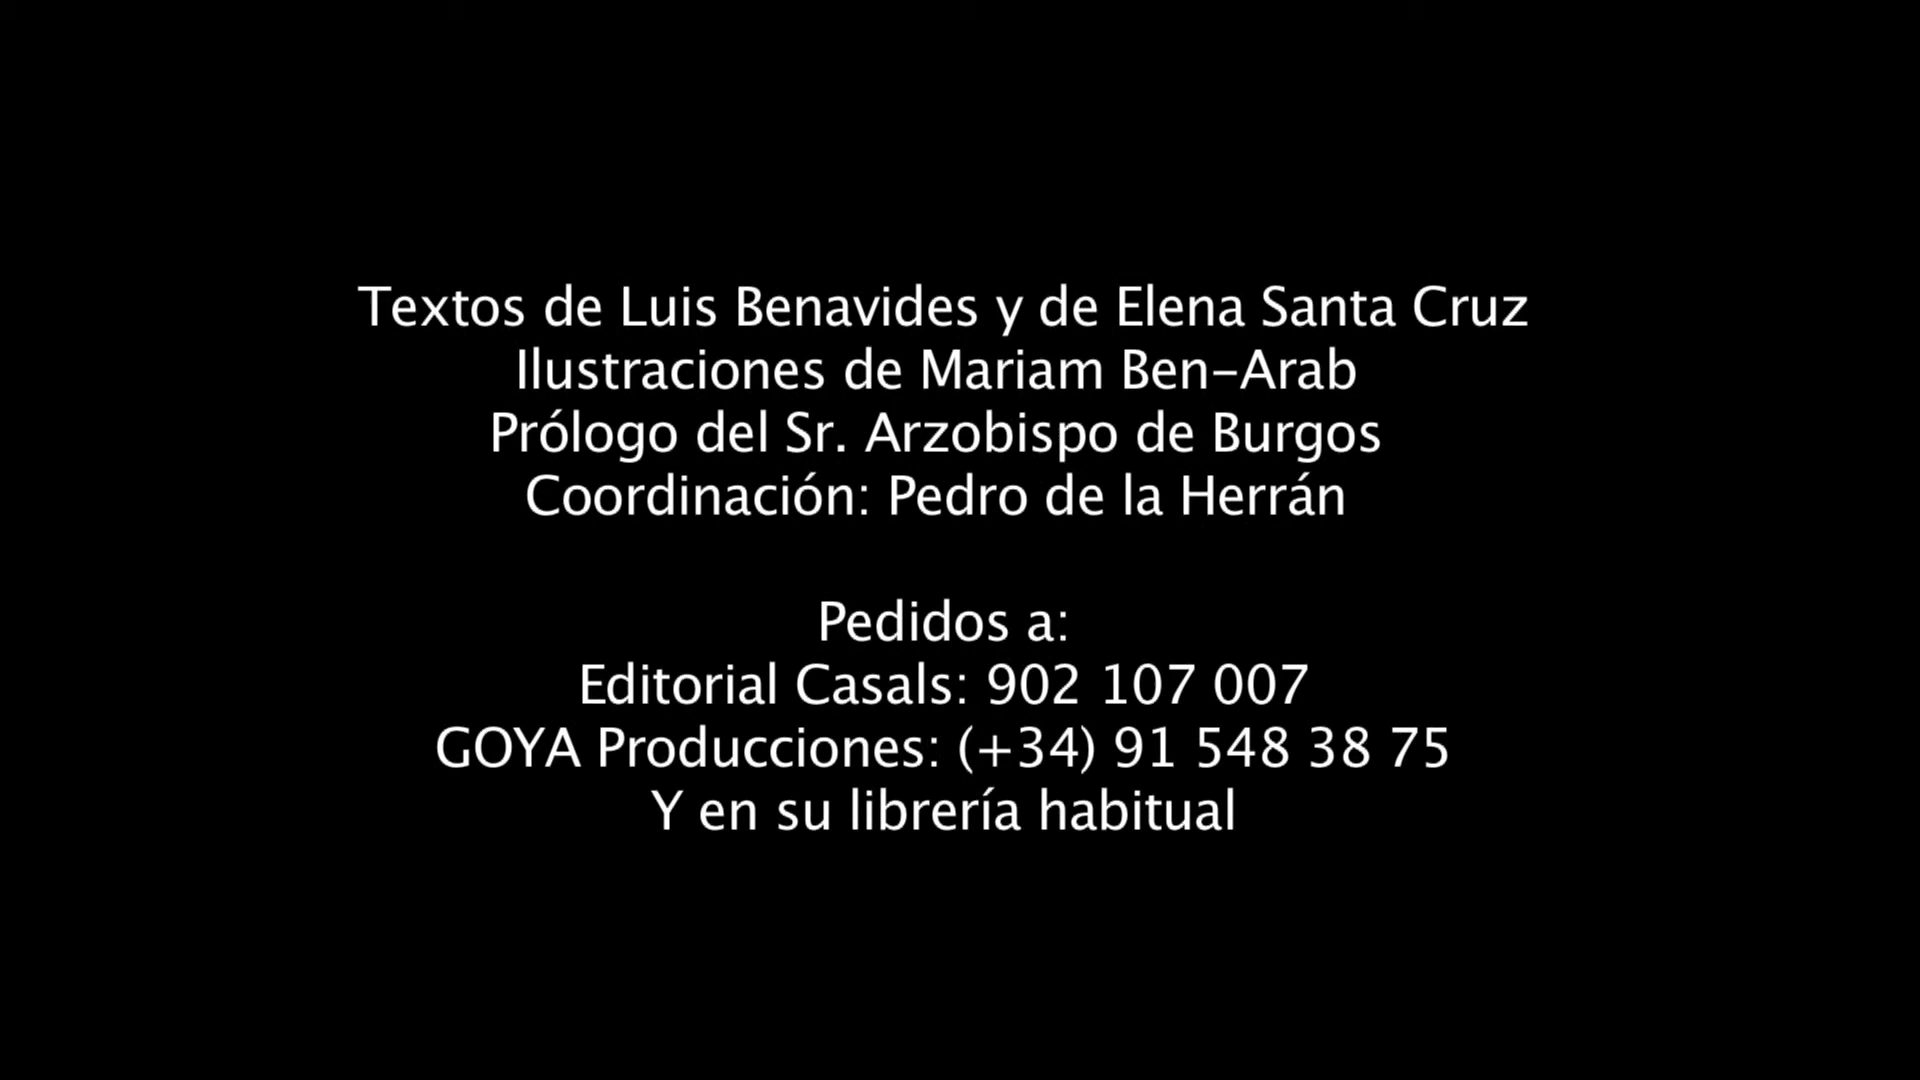 Textos de Luis Benavides y de Elena Santa Cruz
Ilustraciones de Mariam Ben-Arab
Prólogo del Sr. Arzobispo de Burgos
Coordinación: Pedro de la Herrán
Pedidos a:
Editorial Casals: 902 107 007
GOYA Producciones: (+34) 91 548 38 75
Y en su librería habitual